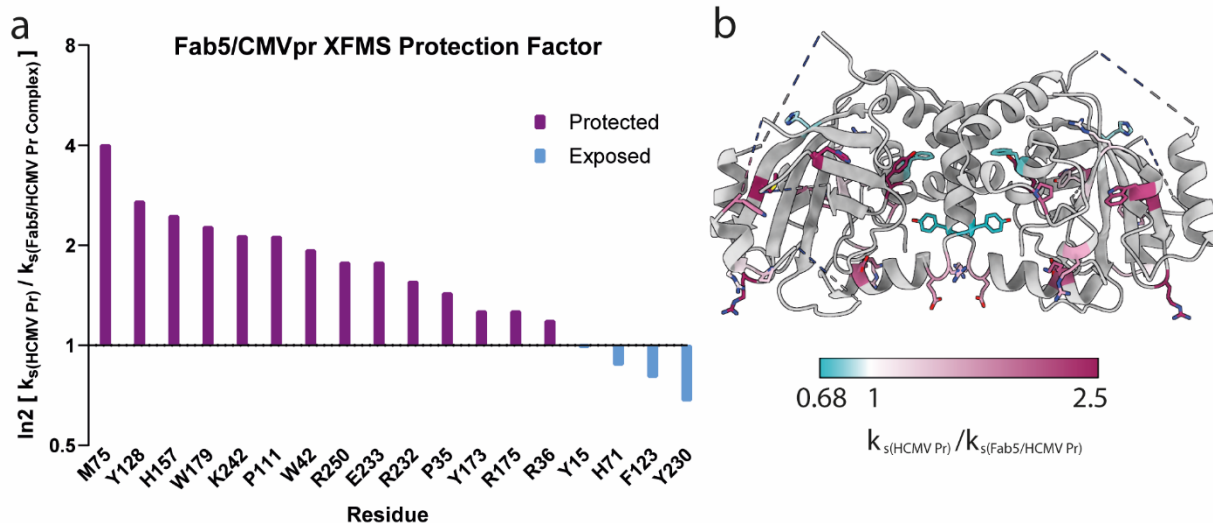 a
Fab5/CMVpr XFMS Protection Factor
ln2 [ ks(HCMV Pr) / ks(Fab5/HCMV Pr Complex) ]
8
4
2
1
0.5
Protected
Exposed
M75
Y128
H157
W179
K242
P111
W42
R250
E233
R232
P35
Y173
R175
R36
Y15
H71
F123
Y230
Residue
b
0.68 1 2.5
k s(HCMV Pr) /k s(Fab5/HCMV Pr)